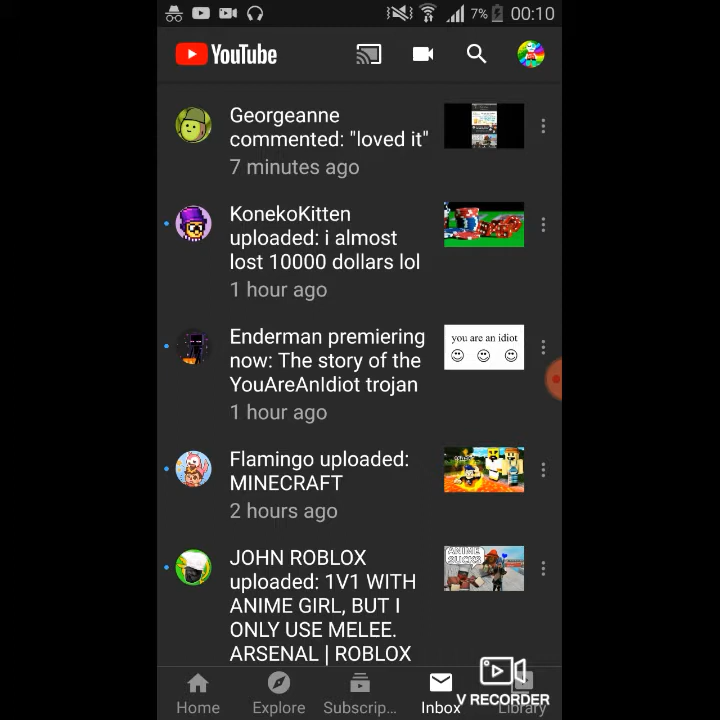 7% 00:10
YouTube
Georgeanne
commented: "loved it"
7 minutes ago
KonekoKitten
uploaded: i almost
lost 10000 dollars lol
1 hour ago
Enderman premiering
now: The story of the
YouAreAnIdiot trojan
1 hour ago
you are an idiot
Flamingo uploaded:
MINECRAFT
2 hours ago
JOHN ROBLOX
uploaded: 1V1 WITH
ANIME GIRL, BUT I
ONLY USE MELEE.
ARSENAL | ROBLOX
ANIME
SUCKS
Home
Explore
Subscrip...
Inbox
Library
V RECORDER